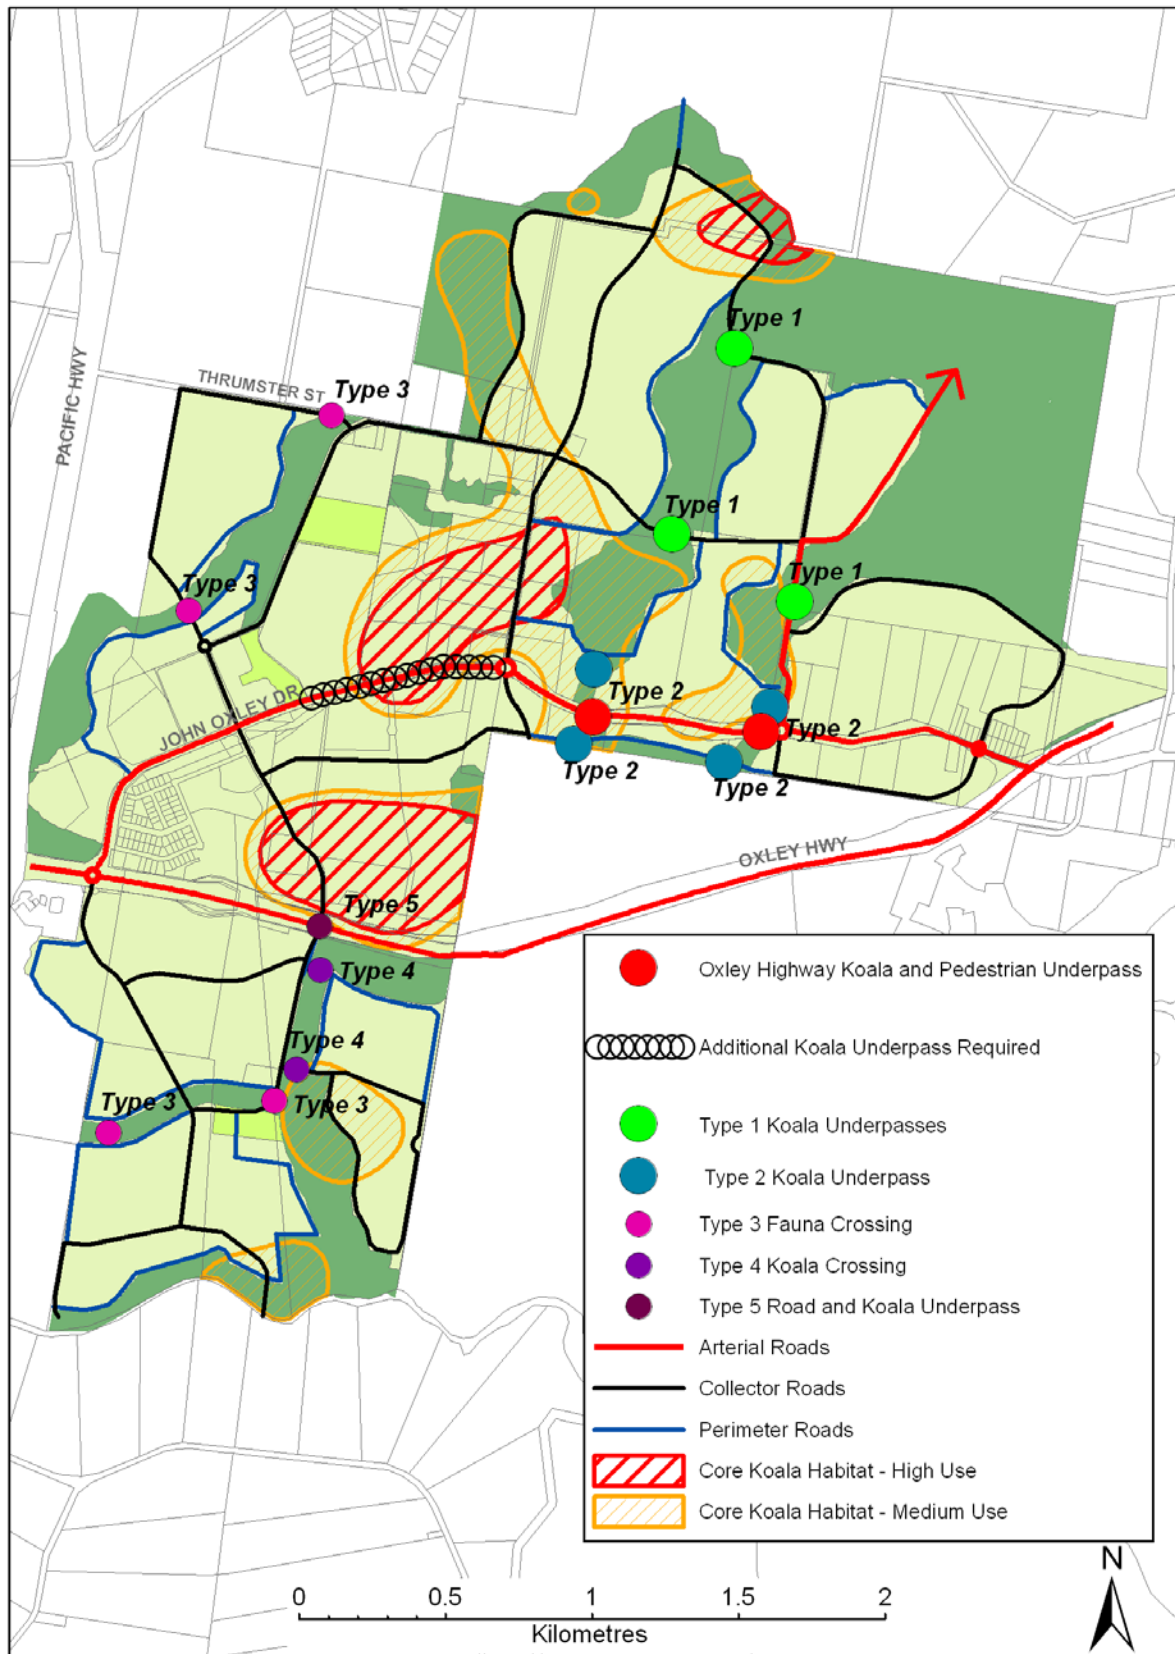 Type 1
THRUMSTER ST
Type 3
PACIFIC HWY
Type 1
Type 3
Type 1
Type 2
JOHN OXLEY DR
Type 2
Type 2
Type 2
OXLEY HWY
Type 5
Type 4
Type 4
Type 3
Type 3
Oxley Highway Koala and Pedestrian Underpass
Additional Koala Underpass Required
Type 1 Koala Underpasses
Type 2 Koala Underpass
Type 3 Fauna Crossing
Type 4 Koala Crossing
Type 5 Road and Koala Underpass
Arterial Roads
Collector Roads
Perimeter Roads
Core Koala Habitat - High Use
Core Koala Habitat - Medium Use
N
0 0.5 1 1.5 2
Kilometres